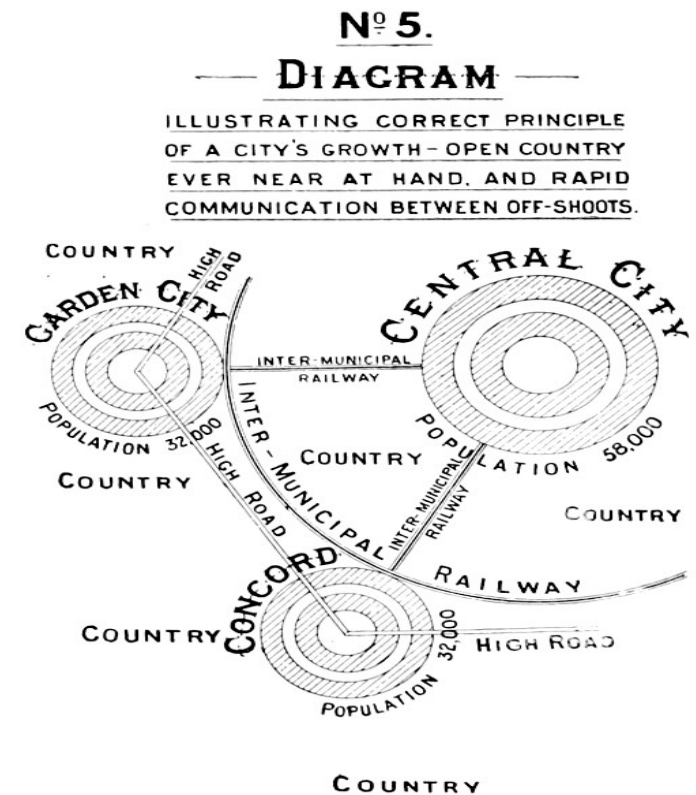 Nº 5.
DIAGRAM
ILLUSTRATING CORRECT PRINCIPLE
OF A CITY'S GROWTH - OPEN COUNTRY
EVER NEAR AT HAND, AND RAPID
COMMUNICATION BETWEEN OFF-SHOOTS.
COUNTRY
HIGH
ROAD
GARDEN CITY
CENTRAL CITY
INTER-MUNICIPAL
RAILWAY
POPULATION 32,000
POPULATION 58,000
HIGH ROAD
INTER-MUNICIPAL RAILWAY
COUNTRY
COUNTRY
INTER-MUNICIPAL
RAILWAY
COUNTRY
CONCORD
COUNTRY
POPULATION 32,000
HIGH ROAD
COUNTRY